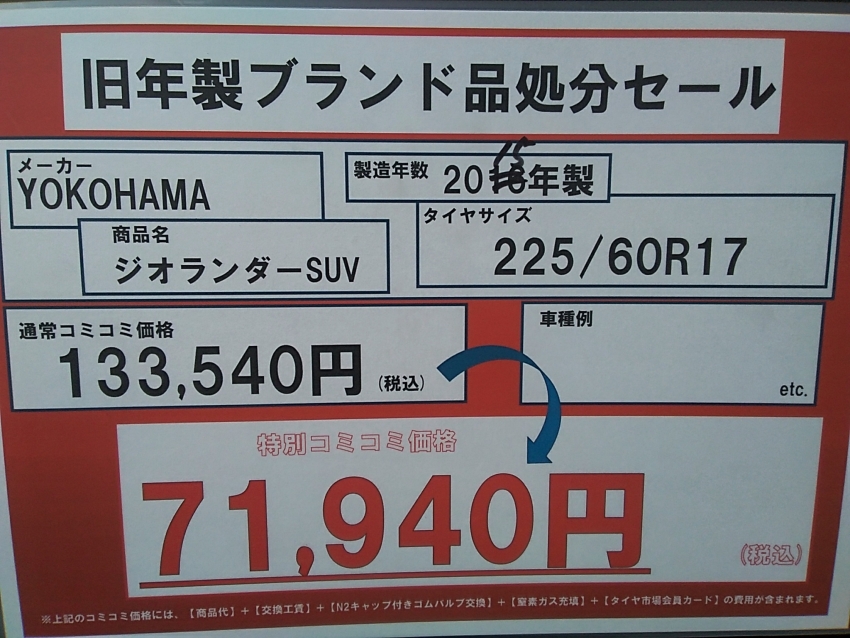 旧年製ブランド品処分セール
メーカー
YOKOHAMA
製造年数 2015年製
商品名
ジオランダーSUV
タイヤサイズ
225/60R17
通常コミコミ価格
133,540円 (税込)
車種例
etc.
特別コミコミ価格
71,940円 (税込)
※上記のコミコミ価格には、【商品代】+【交換工賃】+【N2キャップ付きゴムバルブ交換】+【窒素ガス充填】+【タイヤ市場会員カード】の費用が含まれます。